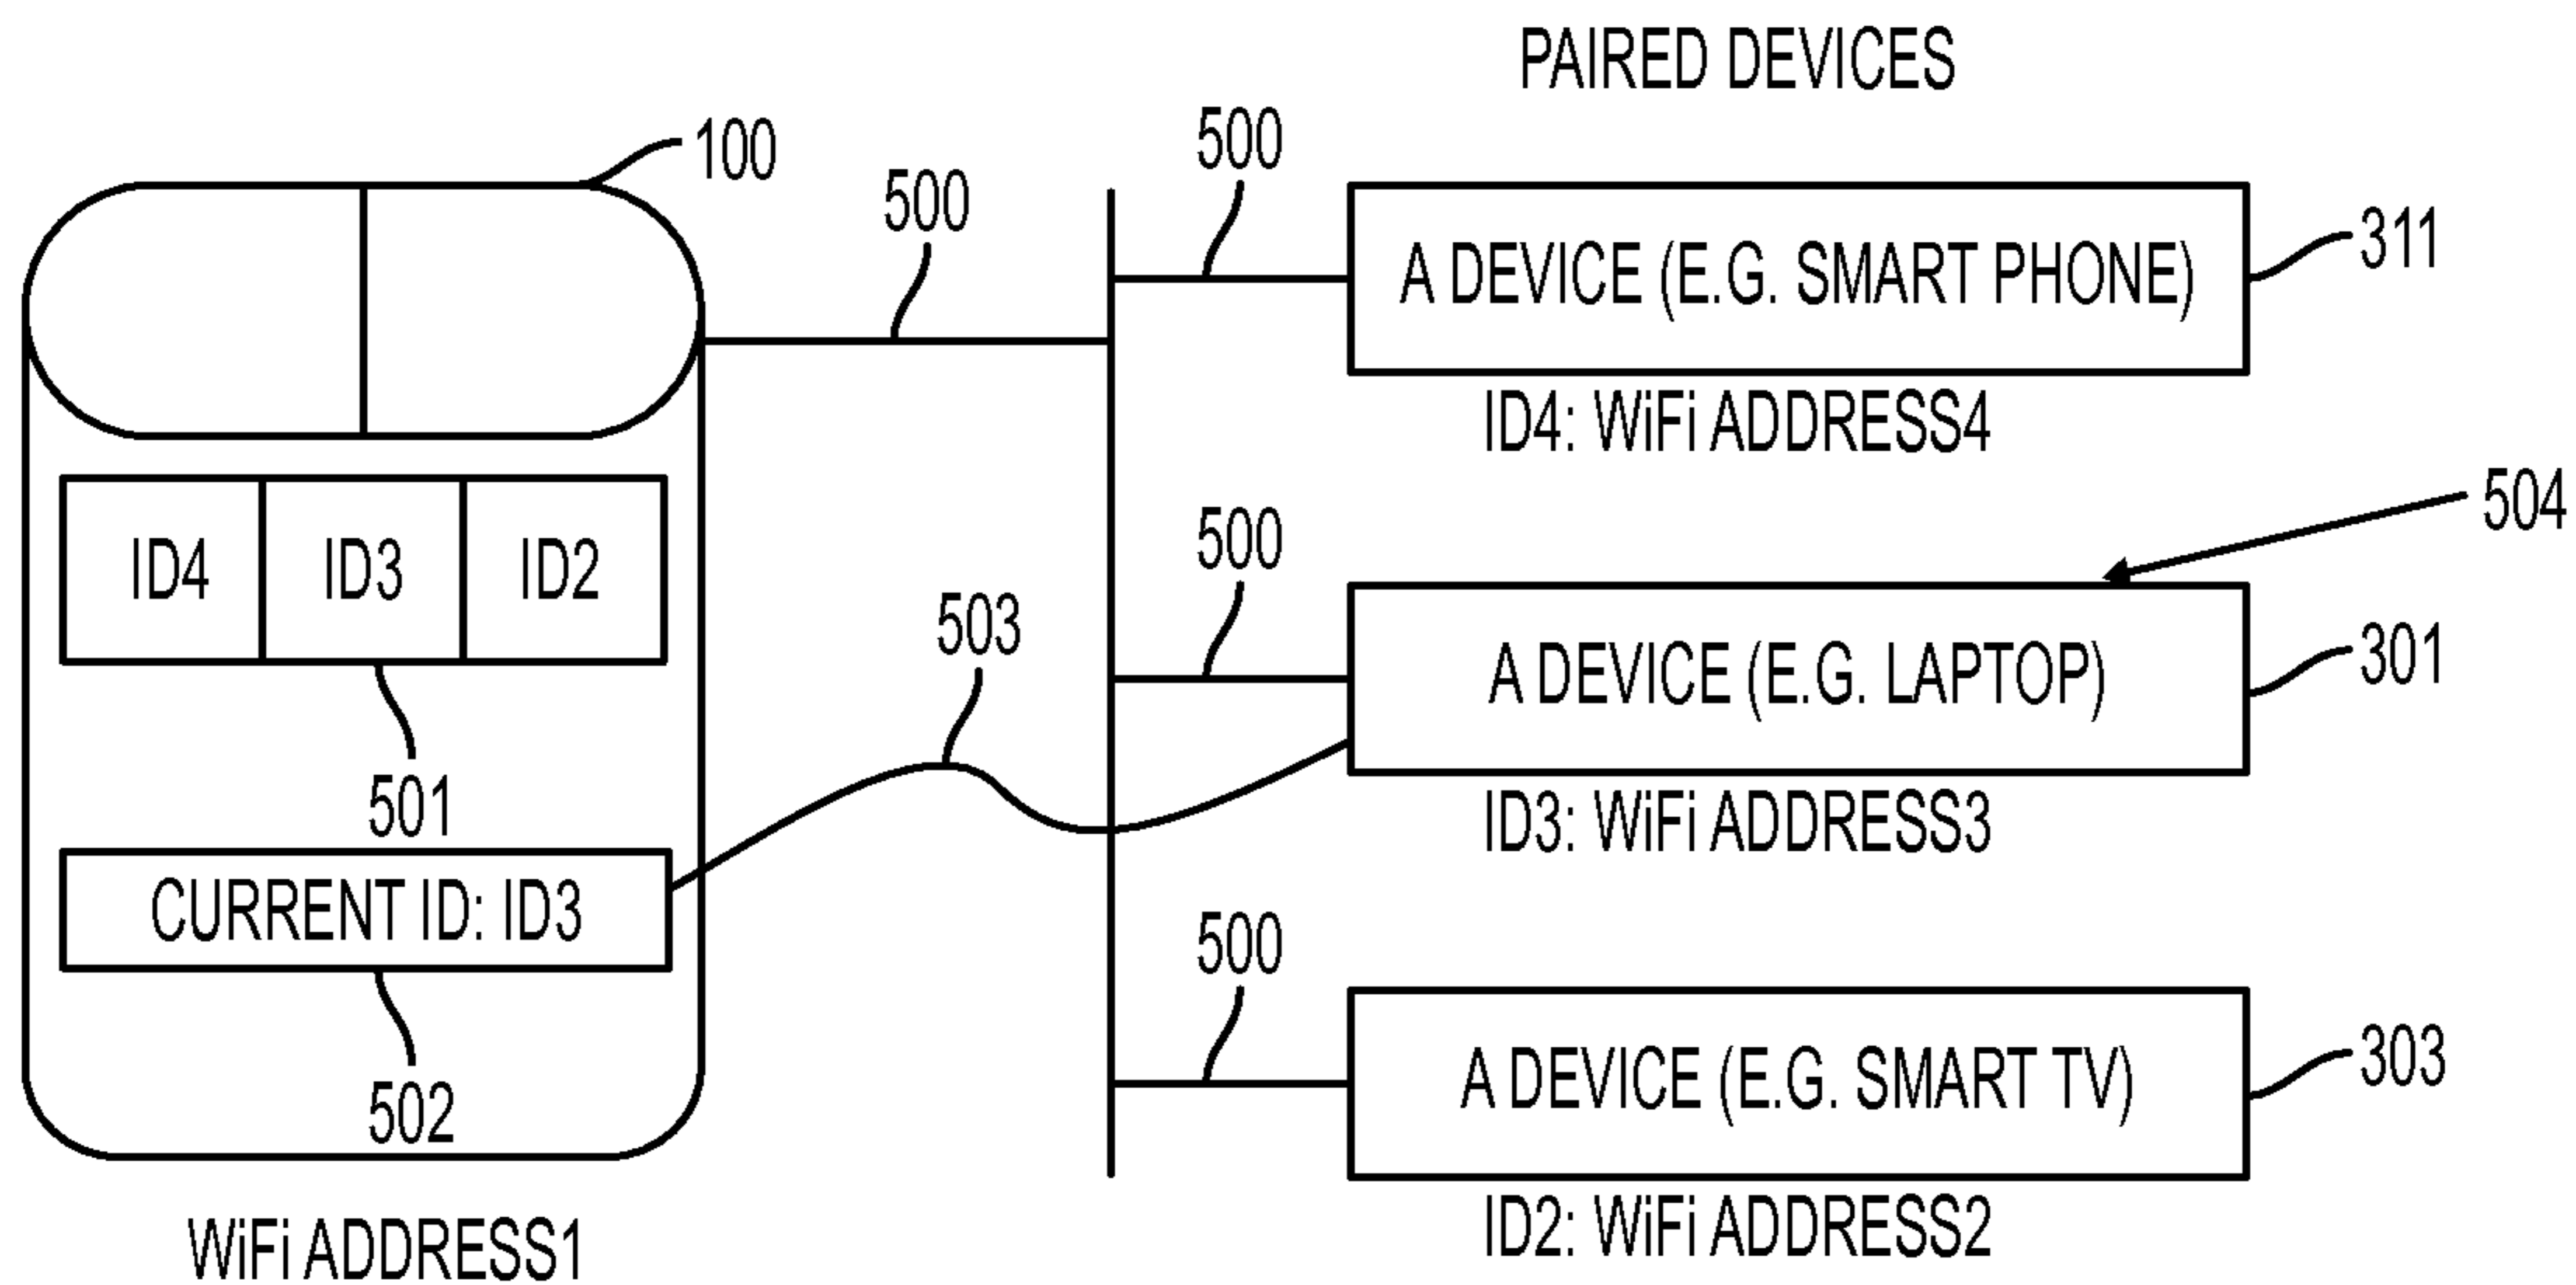 PAIRED DEVICES
100
500
500
A DEVICE (E.G. SMART PHONE)
311
ID4: WiFi ADDRESS4
ID4 ID3 ID2
501
500
504
A DEVICE (E.G. LAPTOP)
301
ID3: WiFi ADDRESS3
503
CURRENT ID: ID3
502
500
A DEVICE (E.G. SMART TV)
303
ID2: WiFi ADDRESS2
WiFi ADDRESS1